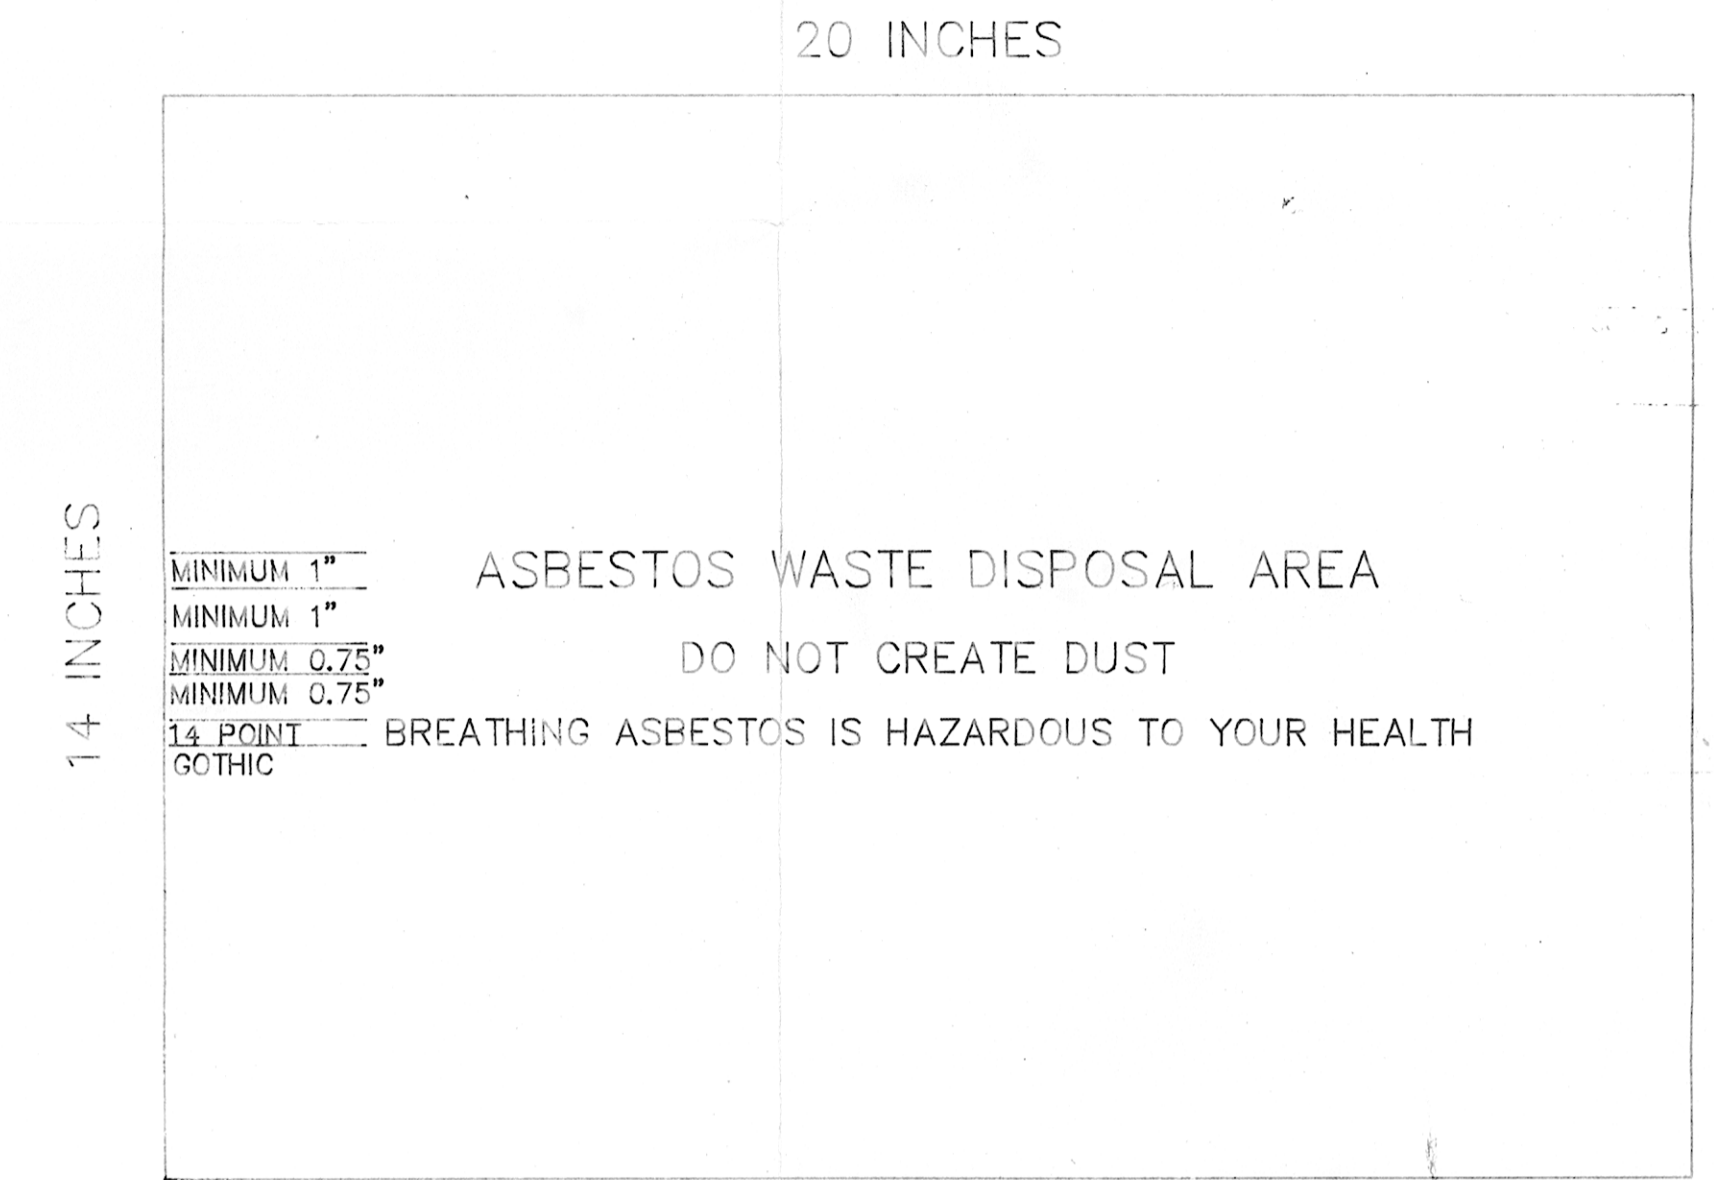 20 INCHES
14 INCHES
MINIMUM 1" ASBESTOS WASTE DISPOSAL AREA
MINIMUM 1"
MINIMUM 0.75" DO NOT CREATE DUST
MINIMUM 0.75"
14 POINT BREATHING ASBESTOS IS HAZARDOUS TO YOUR HEALTH
GOTHIC